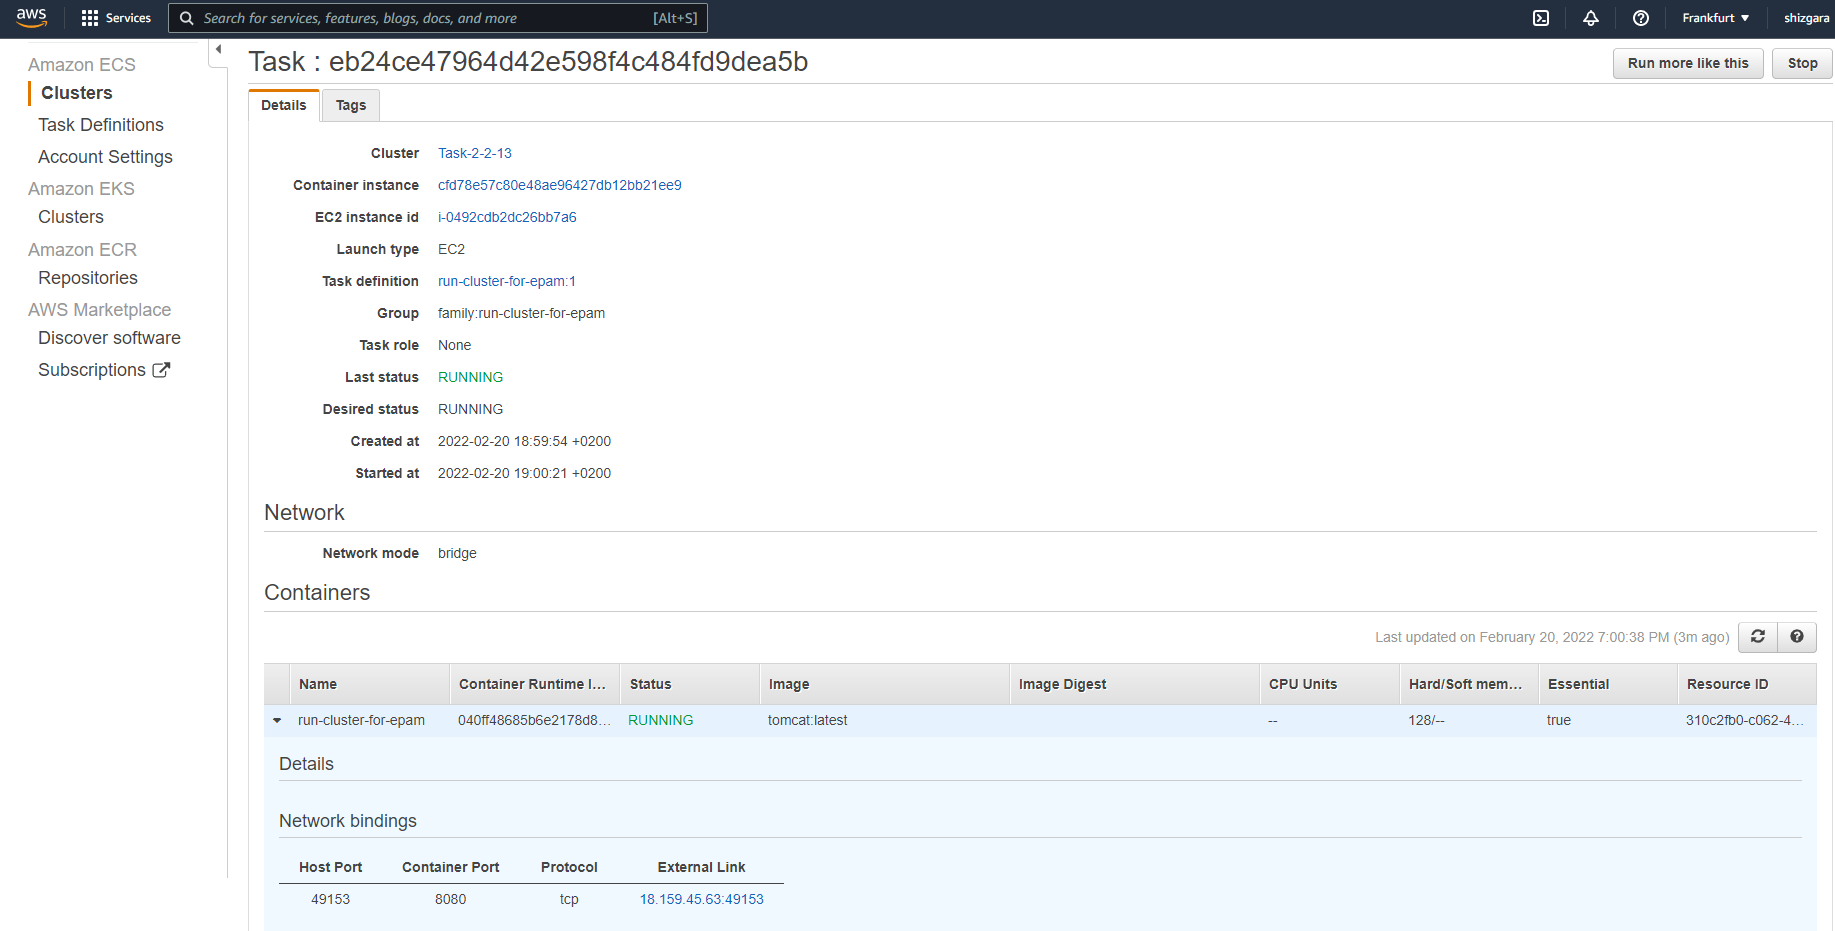 aws Services Search for services, features, blogs, docs, and more [Alt+S] Frankfurt shizgara
Amazon ECS
Clusters
Task Definitions
Account Settings
Amazon EKS
Clusters
Amazon ECR
Repositories
AWS Marketplace
Discover software
Subscriptions
Task : eb24ce47964d42e598f4c484fd9dea5b
Run more like this Stop
Details Tags
Cluster Task-2-2-13
Container instance cfd78e57c80e48ae96427db12bb21ee9
EC2 instance id i-0492cdb2dc26bb7a6
Launch type EC2
Task definition run-cluster-for-epam:1
Group family:run-cluster-for-epam
Task role None
Last status RUNNING
Desired status RUNNING
Created at 2022-02-20 18:59:54 +0200
Started at 2022-02-20 19:00:21 +0200
Network
Network mode bridge
Containers
Last updated on February 20, 2022 7:00:38 PM (3m ago)
Name Container Runtime I... Status Image Image Digest CPU Units Hard/Soft mem... Essential Resource ID
run-cluster-for-epam 040ff48685b6e2178d8... RUNNING tomcat:latest -- 128/-- true 310c2fb0-c062-4...
Details
Network bindings
Host Port Container Port Protocol External Link
49153 8080 tcp 18.159.45.63:49153